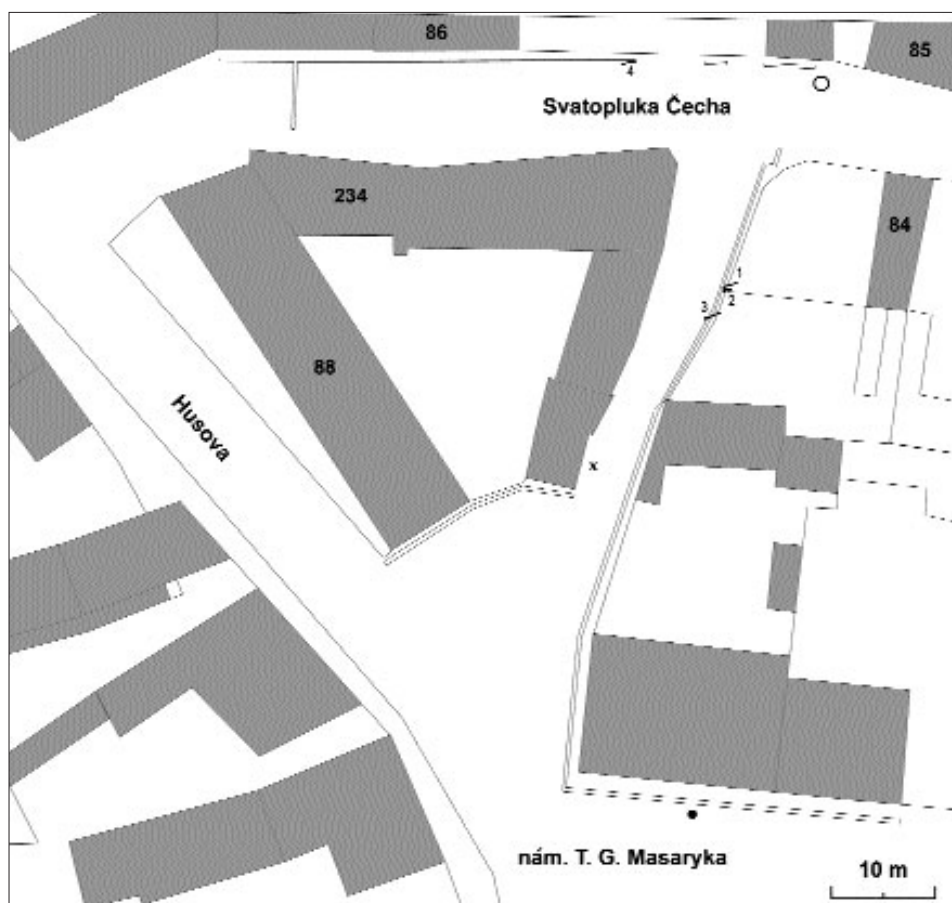 86
85
4
Svatopluka Čecha
234
84
1
2
3
88
Husova
x
nám. T. G. Masaryka
10 m